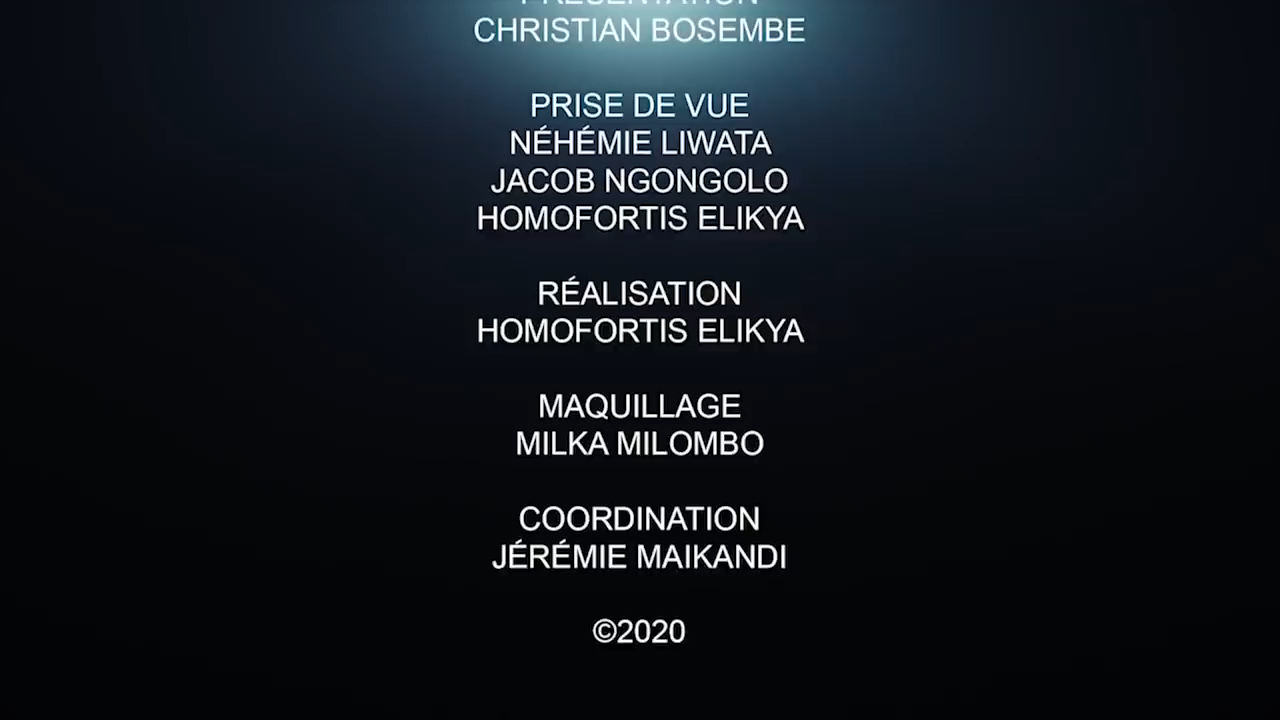 PRÉSENTATION
CHRISTIAN BOSEMBE
PRISE DE VUE
NÉHÉMIE LIWATA
JACOB NGONGOLO
HOMOFORTIS ELIKYA
RÉALISATION
HOMOFORTIS ELIKYA
MAQUILLAGE
MILKA MILOMBO
COORDINATION
JÉRÉMIE MAIKANDI
©2020